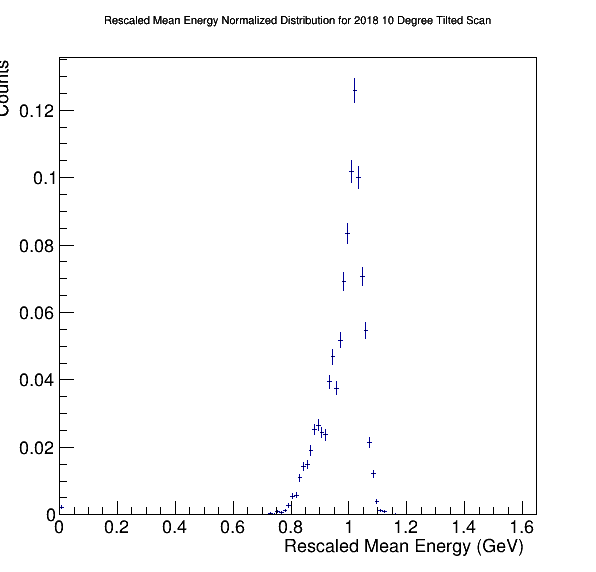 Rescaled Mean Energy Normalized Distribution for 2018 10 Degree Tilted Scan
Counts
0.12
0.1
0.08
0.06
0.04
0.02
0
0 0.2 0.4 0.6 0.8 1 1.2 1.4 1.6
Rescaled Mean Energy (GeV)